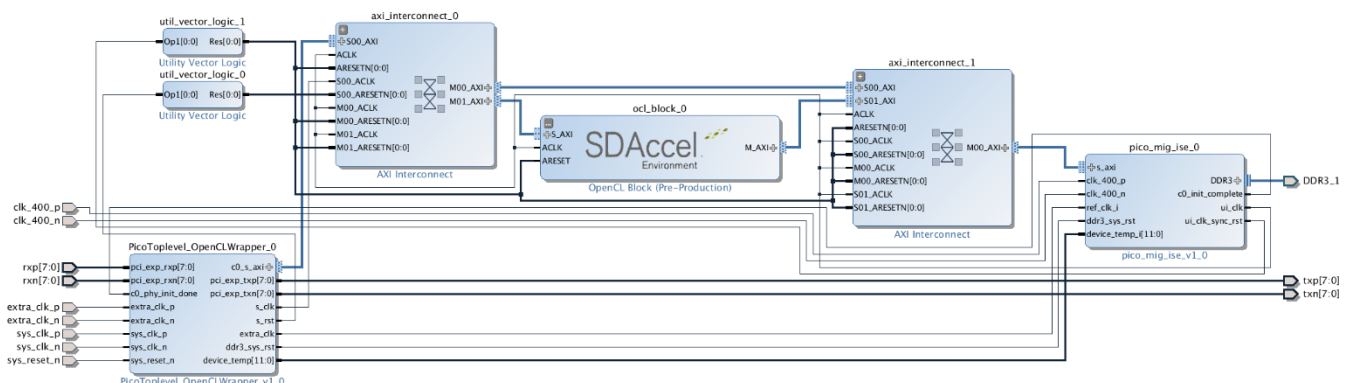 util_vector_logic_1
Op1[0:0] Res[0:0]
Utility Vector Logic
util_vector_logic_0
Op1[0:0] Res[0:0]
Utility Vector Logic
axi_interconnect_0
S00_AXI
ACLK
ARESETN[0:0]
S00_ACLK
S00_ARESETN[0:0]
M00_ACLK
M00_ARESETN[0:0]
M01_ACLK
M01_ARESETN[0:0]
M00_AXI
M01_AXI
AXI Interconnect
ocl_block_0
S_AXI
ACLK
ARESET
SDAccel
Environment
M_AXI
OpenCL Block (Pre-Production)
axi_interconnect_1
S00_AXI
S01_AXI
ACLK
ARESETN[0:0]
S00_ACLK
S00_ARESETN[0:0]
M00_ACLK
M00_ARESETN[0:0]
S01_ACLK
S01_ARESETN[0:0]
M00_AXI
AXI Interconnect
pico_mig_ise_0
s_axi
clk_400_p
clk_400_n
ref_clk_i
ddr3_sys_rst
device_temp_i[11:0]
DDR3
c0_init_complete
ui_clk
ui_clk_sync_rst
pico_mig_ise_v1_0
DDR3_1
clk_400_p
clk_400_n
rxp[7:0]
rxn[7:0]
extra_clk_p
extra_clk_n
sys_clk_p
sys_clk_n
sys_reset_n
PicoToplevel_OpenCLWrapper_0
pci_exp_rxp[7:0]
pci_exp_rxn[7:0]
c0_phy_init_done
extra_clk_p
extra_clk_n
sys_clk_p
sys_clk_n
sys_reset_n
c0_s_axi
pci_exp_txp[7:0]
pci_exp_txn[7:0]
s_clk
s_rst
extra_clk
ddr3_sys_rst
device_temp[11:0]
PicoToplevel_OpenCLWrapper_v1_0
txp[7:0]
txn[7:0]